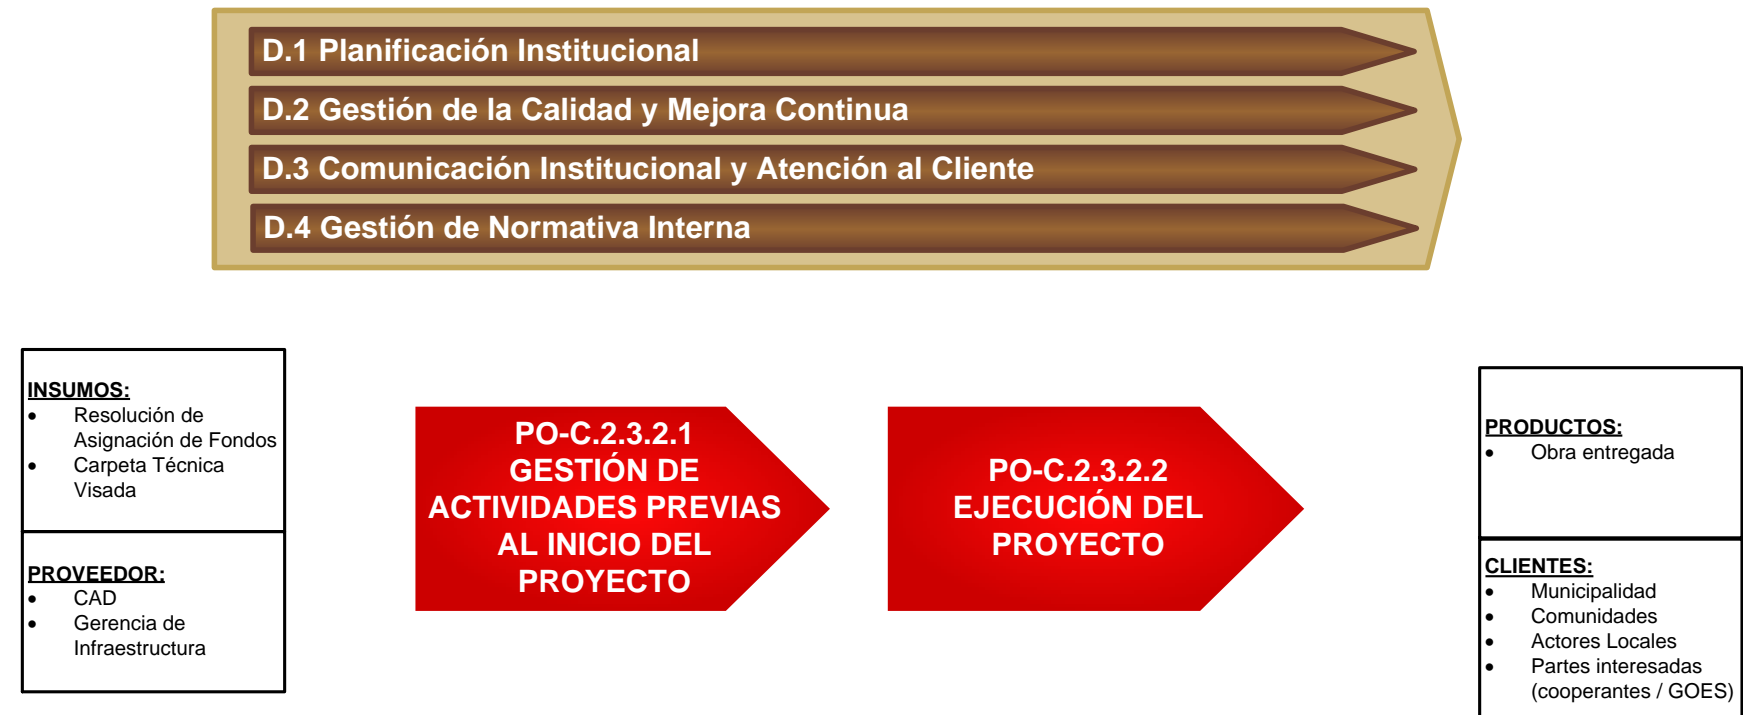 D.1 Planificación Institucional
D.2 Gestión de la Calidad y Mejora Continua
D.3 Comunicación Institucional y Atención al Cliente
D.4 Gestión de Normativa Interna
INSUMOS:
• Resolución de
Asignación de Fondos
• Carpeta Técnica
Visada
PROVEEDOR:
• CAD
• Gerencia de
Infraestructura
PO-C.2.3.2.1
GESTIÓN DE
ACTIVIDADES PREVIAS
AL INICIO DEL
PROYECTO
PO-C.2.3.2.2
EJECUCIÓN DEL
PROYECTO
PRODUCTOS:
• Obra entregada
CLIENTES:
• Municipalidad
• Comunidades
• Actores Locales
• Partes interesadas
(cooperantes / GOES)